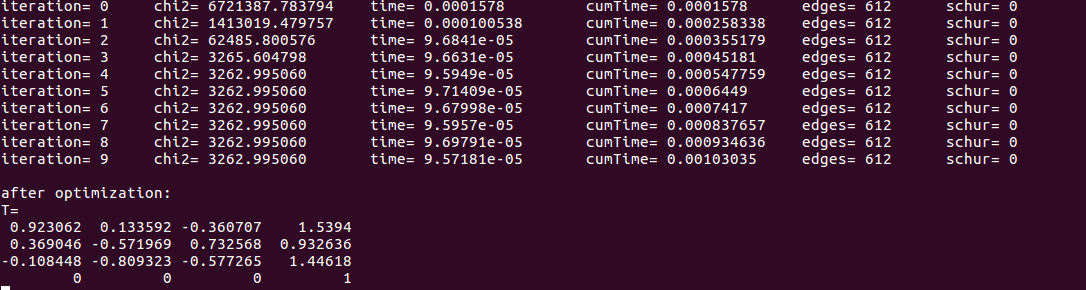 iteration= 0 chi2= 6721387.783794 time= 0.0001578 cumTime= 0.0001578 edges= 612 schur= 0
iteration= 1 chi2= 1413019.479757 time= 0.000100538 cumTime= 0.000258338 edges= 612 schur= 0
iteration= 2 chi2= 62485.800576 time= 9.6841e-05 cumTime= 0.000355179 edges= 612 schur= 0
iteration= 3 chi2= 3265.604798 time= 9.6631e-05 cumTime= 0.00045181 edges= 612 schur= 0
iteration= 4 chi2= 3262.995060 time= 9.5949e-05 cumTime= 0.000547759 edges= 612 schur= 0
iteration= 5 chi2= 3262.995060 time= 9.71409e-05 cumTime= 0.0006449 edges= 612 schur= 0
iteration= 6 chi2= 3262.995060 time= 9.67998e-05 cumTime= 0.0007417 edges= 612 schur= 0
iteration= 7 chi2= 3262.995060 time= 9.5957e-05 cumTime= 0.000837657 edges= 612 schur= 0
iteration= 8 chi2= 3262.995060 time= 9.69791e-05 cumTime= 0.000934636 edges= 612 schur= 0
iteration= 9 chi2= 3262.995060 time= 9.57181e-05 cumTime= 0.00103035 edges= 612 schur= 0
after optimization:
T=
0.923062 0.133592 -0.360707 1.5394
0.369046 -0.571969 0.732568 0.932636
-0.108448 -0.809323 -0.577265 1.44618
0 0 0 1